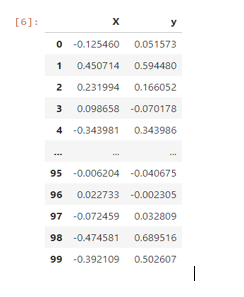 [6]: X y
0 -0.125460 0.051573
1 0.450714 0.594480
2 0.231994 0.166052
3 0.098658 -0.070178
4 -0.343981 0.343986
... ... ...
95 -0.006204 -0.040675
96 0.022733 -0.002305
97 -0.072459 0.032809
98 -0.474581 0.689516
99 -0.392109 0.502607